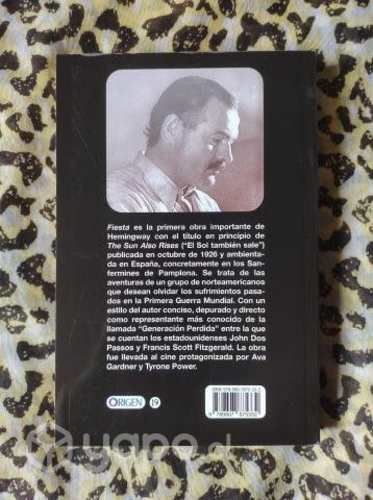 Fiesta es la primera obra importante de
Hemingway con el título en principio de
The Sun Also Rises ("El Sol también sale")
publicada en octubre de 1926 y ambienta-
da en España, concretamente en los San-
fermines de Pamplona. Se trata de las
aventuras de un grupo de norteamericanos
que desean olvidar los sufrimientos pasa-
dos en la Primera Guerra Mundial. Con un
estilo del autor conciso, depurado y directo
como representante más conocido de la
llamada "Generación Perdida" entre la que
se cuentan los estadounidenses John Dos
Passos y Francis Scott Fitzgerald. La obra
fue llevada al cine protagonizada por Ava
Gardner y Tyrone Power.
ORIGEN
19
yapo.cl